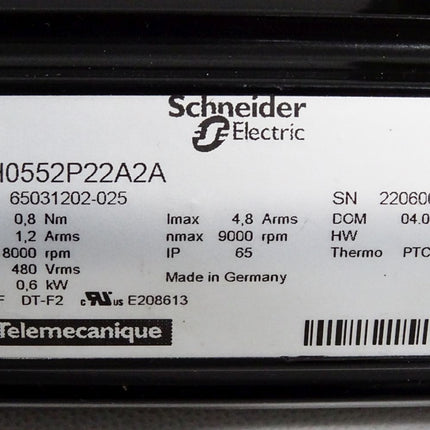 Schneider
Electric
H0552P22A2A
65031202-025 SN 220600
0,8 Nm Imax 4,8 Arms DOM 04.0
1,2 Arms nmax 9000 rpm HW
8000 rpm IP 65 Thermo PTC
480 Vrms Made in Germany
0,6 kW
F DT-F2 c RU us E208613
Telemecanique